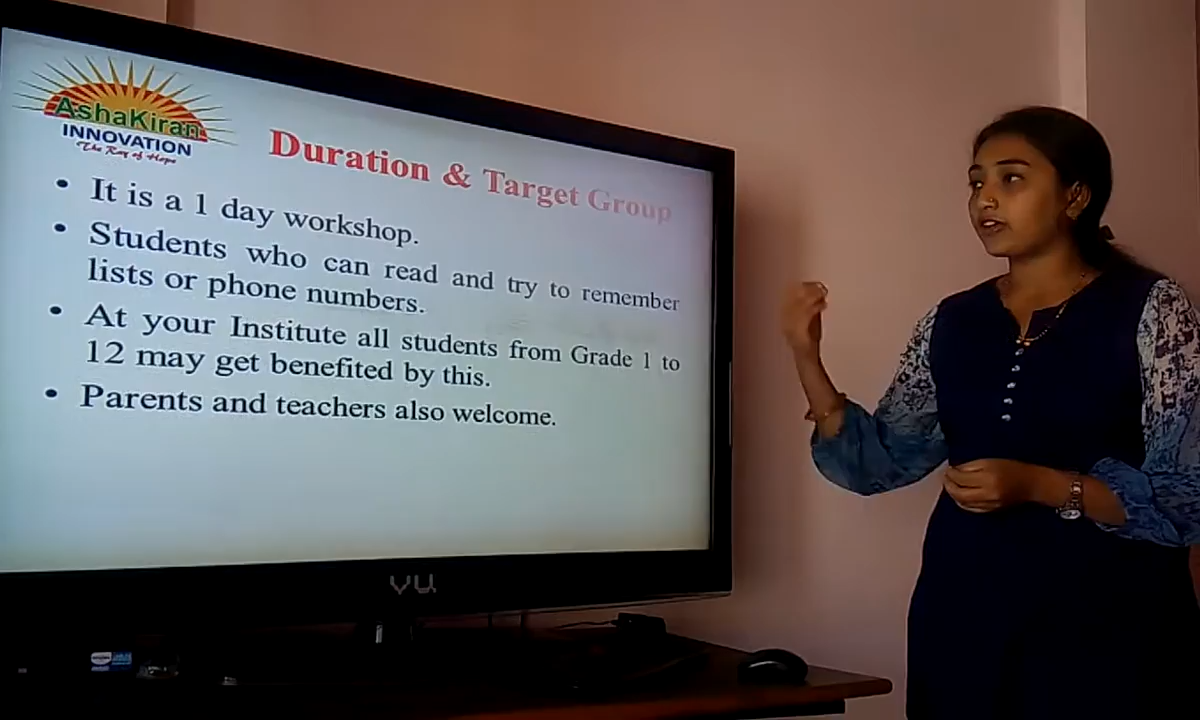 AshaKiran
INNOVATION
The Ray of Hope
Duration & Target Group
• It is a 1 day workshop.
• Students who can read and try to remember
lists or phone numbers.
• At your Institute all students from Grade 1 to
12 may get benefited by this.
• Parents and teachers also welcome.
VU